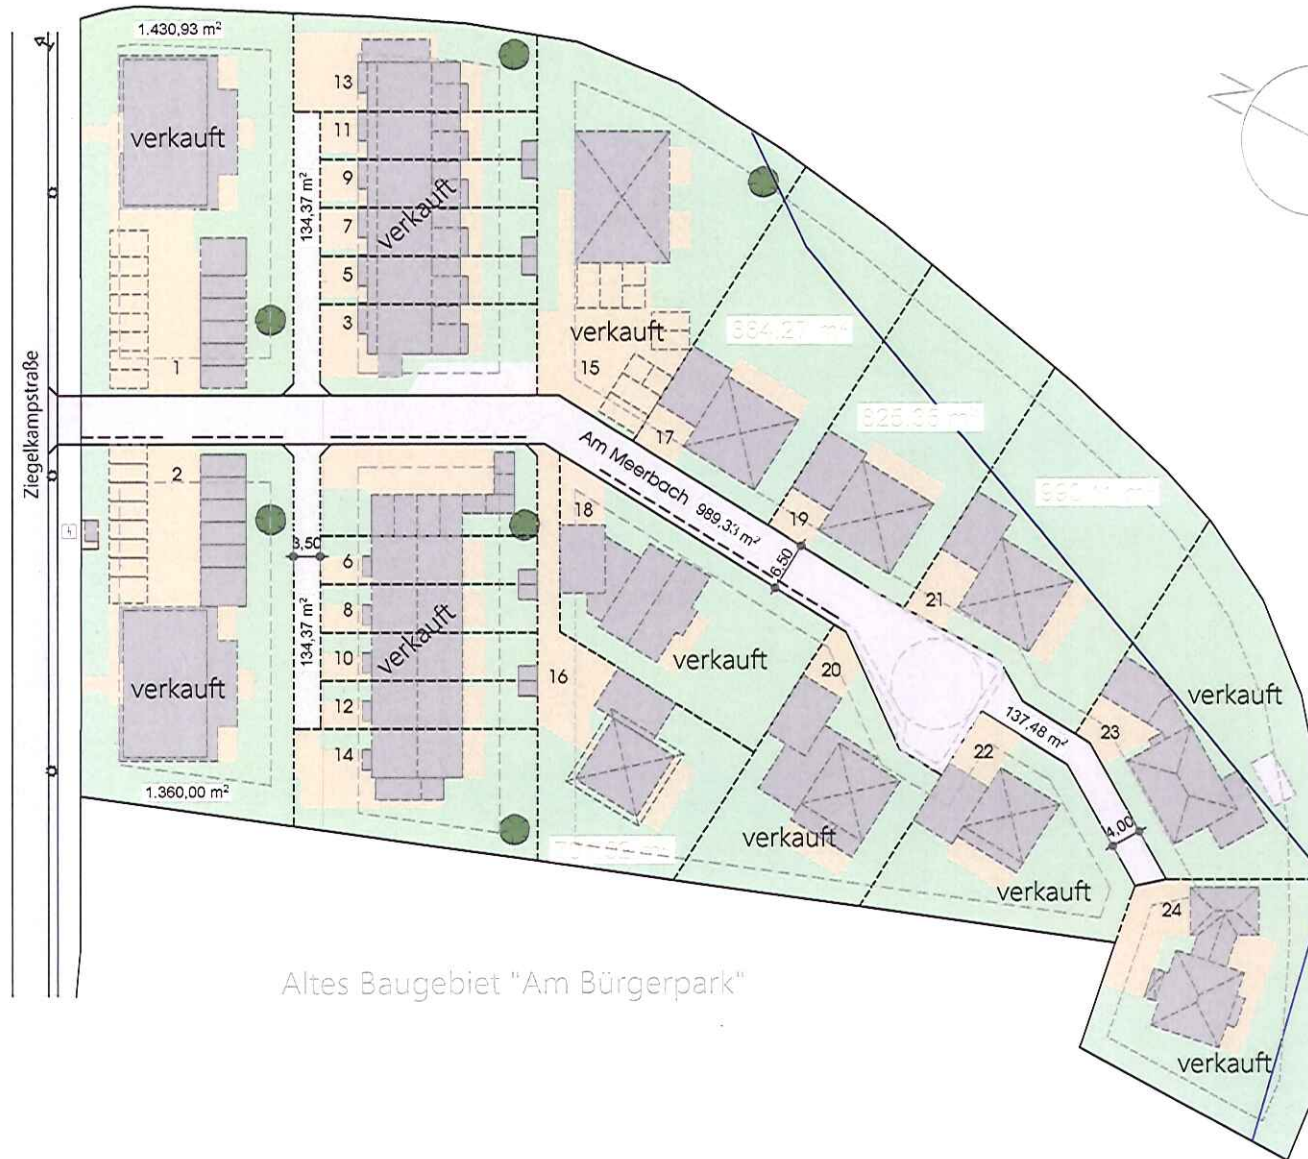 1.430,93 m²
verkauft
13
11
9
7
5
3
134,37 m²
verkauft
verkauft
15
1
Ziegelkampstraße
2
17
Am Meerbach 989,33 m²
18
19
6,50
3,50
6
8
10
12
14
134,37 m²
verkauft
verkauft
1.360,00 m²
16
verkauft
20
21
137.48 m²
22
23
verkauft
verkauft
verkauft
4,00
24
verkauft
Altes Baugebiet "Am Bürgerpark"
N